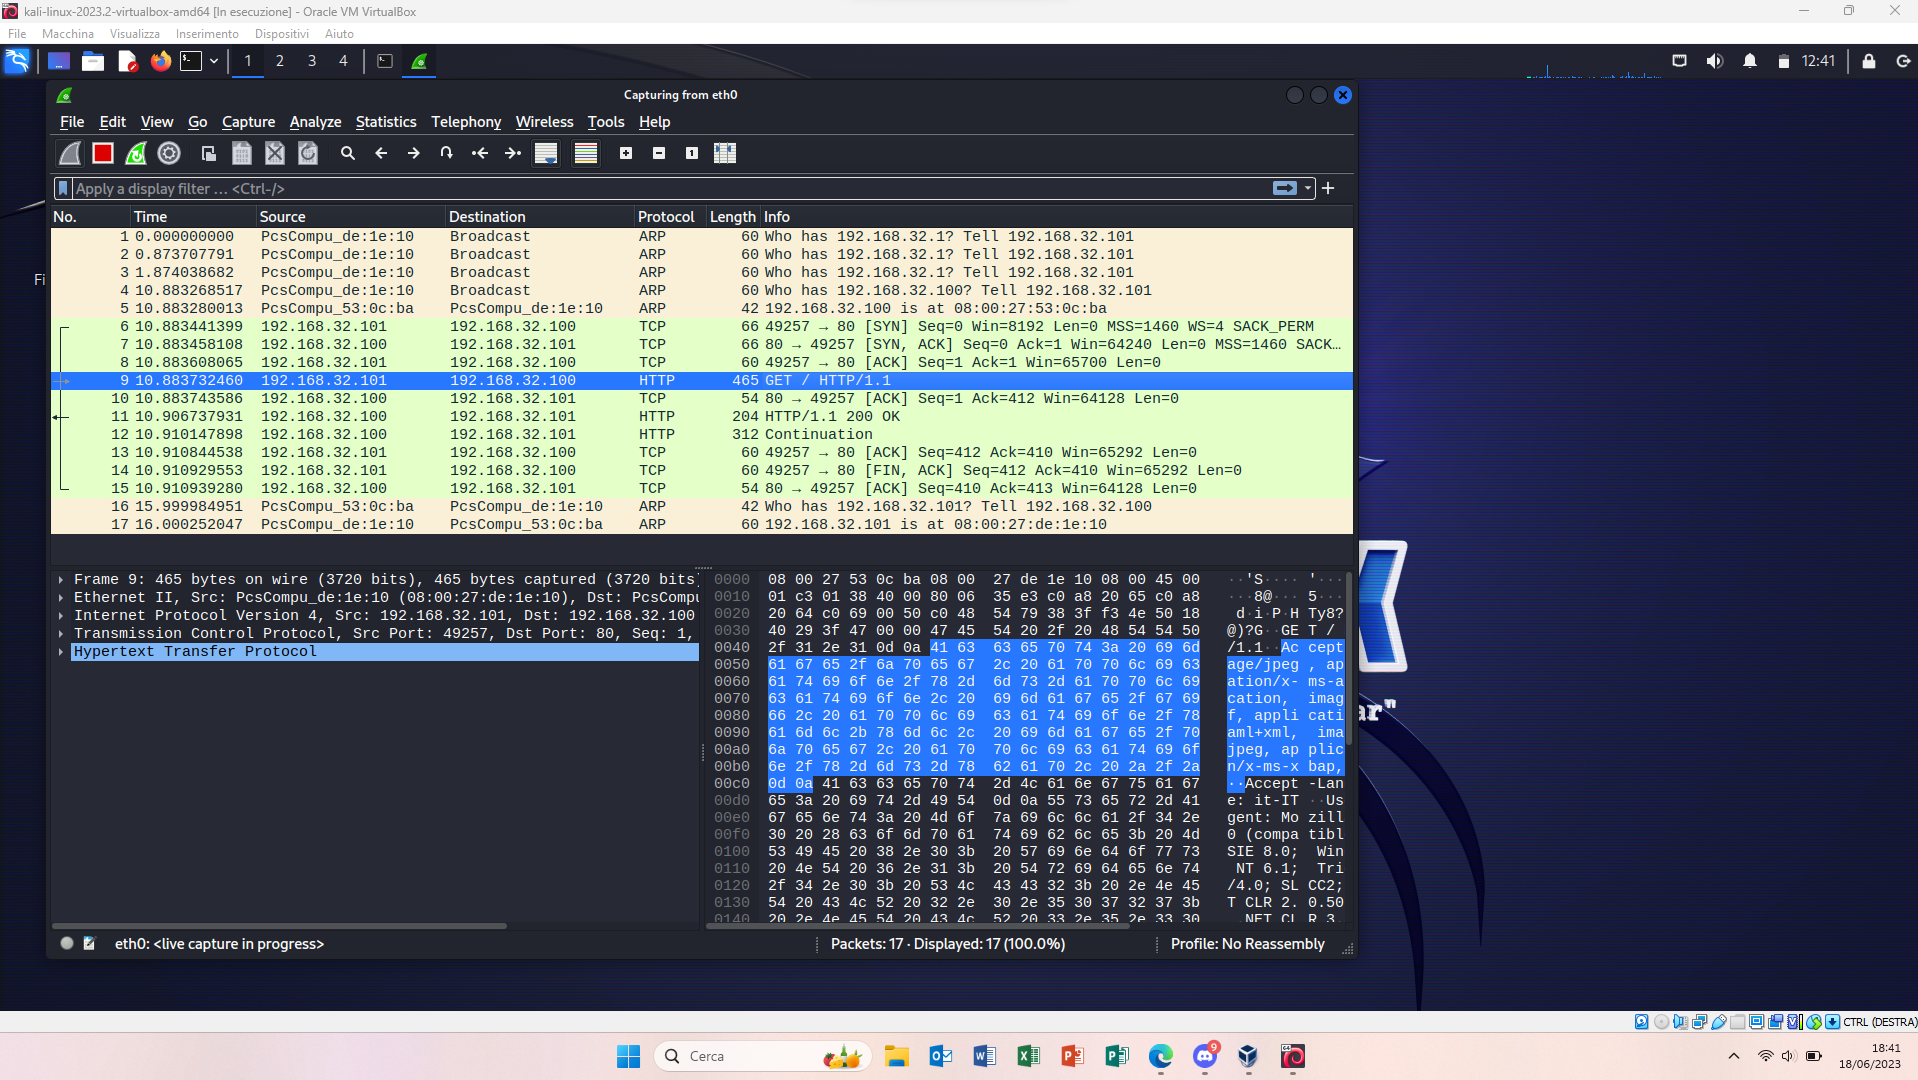 kali-linux-2023.2-virtualbox-amd64 [In esecuzione] - Oracle VM VirtualBox
File Macchina Visualizza Inserimento Dispositivi Aiuto
1 2 3 4 12:41
Capturing from eth0
File Edit View Go Capture Analyze Statistics Telephony Wireless Tools Help
Apply a display filter … <Ctrl-/>
No. Time Source Destination Protocol Length Info
1 0.000000000 PcsCompu_de:1e:10 Broadcast ARP 60 Who has 192.168.32.1? Tell 192.168.32.101
2 0.873707791 PcsCompu_de:1e:10 Broadcast ARP 60 Who has 192.168.32.1? Tell 192.168.32.101
3 1.874038682 PcsCompu_de:1e:10 Broadcast ARP 60 Who has 192.168.32.1? Tell 192.168.32.101
Fi
4 10.883268517 PcsCompu_de:1e:10 Broadcast ARP 60 Who has 192.168.32.100? Tell 192.168.32.101
5 10.883280013 PcsCompu_53:0c:ba PcsCompu_de:1e:10 ARP 42 192.168.32.100 is at 08:00:27:53:0c:ba
6 10.883441399 192.168.32.101 192.168.32.100 TCP 66 49257 → 80 [SYN] Seq=0 Win=8192 Len=0 MSS=1460 WS=4 SACK_PERM
7 10.883458108 192.168.32.100 192.168.32.101 TCP 66 80 → 49257 [SYN, ACK] Seq=0 Ack=1 Win=64240 Len=0 MSS=1460 SACK…
8 10.883608065 192.168.32.101 192.168.32.100 TCP 60 49257 → 80 [ACK] Seq=1 Ack=1 Win=65700 Len=0
9 10.883732460 192.168.32.101 192.168.32.100 HTTP 465 GET / HTTP/1.1
10 10.883743586 192.168.32.100 192.168.32.101 TCP 54 80 → 49257 [ACK] Seq=1 Ack=412 Win=64128 Len=0
11 10.906737931 192.168.32.100 192.168.32.101 HTTP 204 HTTP/1.1 200 OK
12 10.910147898 192.168.32.100 192.168.32.101 HTTP 312 Continuation
13 10.910844538 192.168.32.101 192.168.32.100 TCP 60 49257 → 80 [ACK] Seq=412 Ack=410 Win=65292 Len=0
14 10.910929553 192.168.32.101 192.168.32.100 TCP 60 49257 → 80 [FIN, ACK] Seq=412 Ack=410 Win=65292 Len=0
15 10.910939280 192.168.32.100 192.168.32.101 TCP 54 80 → 49257 [ACK] Seq=410 Ack=413 Win=64128 Len=0
16 15.999984951 PcsCompu_53:0c:ba PcsCompu_de:1e:10 ARP 42 Who has 192.168.32.101? Tell 192.168.32.100
17 16.000252047 PcsCompu_de:1e:10 PcsCompu_53:0c:ba ARP 60 192.168.32.101 is at 08:00:27:de:1e:10
Frame 9: 465 bytes on wire (3720 bits), 465 bytes captured (3720 bits)
Ethernet II, Src: PcsCompu_de:1e:10 (08:00:27:de:1e:10), Dst: PcsCompu
Internet Protocol Version 4, Src: 192.168.32.101, Dst: 192.168.32.100
Transmission Control Protocol, Src Port: 49257, Dst Port: 80, Seq: 1,
Hypertext Transfer Protocol
0000 08 00 27 53 0c ba 08 00 27 de 1e 10 08 00 45 00 ··'S···· '···
0010 01 c3 01 38 40 00 80 06 35 e3 c0 a8 20 65 c0 a8 ···8@··· 5···
0020 20 64 c0 69 00 50 c0 48 54 79 38 3f f3 4e 50 18 d·i·P·H Ty8?
0030 40 29 3f 47 00 00 47 45 54 20 2f 20 48 54 54 50 @)?G··GE T /
0040 2f 31 2e 31 0d 0a 41 63 63 65 70 74 3a 20 69 6d /1.1··Ac cept
0050 61 67 65 2f 6a 70 65 67 2c 20 61 70 70 6c 69 63 age/jpeg , ap
0060 61 74 69 6f 6e 2f 78 2d 6d 73 2d 61 70 70 6c 69 ation/x- ms-a
0070 63 61 74 69 6f 6e 2c 20 69 6d 61 67 65 2f 67 69 cation, imag
0080 66 2c 20 61 70 70 6c 69 63 61 74 69 6f 6e 2f 78 f, appli cati
0090 61 6d 6c 2b 78 6d 6c 2c 20 69 6d 61 67 65 2f 70 aml+xml, ima
00a0 6a 70 65 67 2c 20 61 70 70 6c 69 63 61 74 69 6f jpeg, ap plic
00b0 6e 2f 78 2d 6d 73 2d 78 62 61 70 2c 20 2a 2f 2a n/x-ms-x bap,
00c0 0d 0a 41 63 63 65 70 74 2d 4c 61 6e 67 75 61 67 ··Accept -Lan
00d0 65 3a 20 69 74 2d 49 54 0d 0a 55 73 65 72 2d 41 e: it-IT ··Us
00e0 67 65 6e 74 3a 20 4d 6f 7a 69 6c 6c 61 2f 34 2e gent: Mo zill
00f0 30 20 28 63 6f 6d 70 61 74 69 62 6c 65 3b 20 4d 0 (compa tibl
0100 53 49 45 20 38 2e 30 3b 20 57 69 6e 64 6f 77 73 SIE 8.0; Win
0110 20 4e 54 20 36 2e 31 3b 20 54 72 69 64 65 6e 74 NT 6.1; Tri
0120 2f 34 2e 30 3b 20 53 4c 43 43 32 3b 20 2e 4e 45 /4.0; SL CC2;
0130 54 20 43 4c 52 20 32 2e 30 2e 35 30 37 32 37 3b T CLR 2. 0.50
0140 20 2e 4e 45 54 20 43 4c 52 20 33 2e 35 2e 33 30 .NET CL R 3.
ar"
eth0: <live capture in progress> Packets: 17 · Displayed: 17 (100.0%) Profile: No Reassembly
CTRL (DESTRA)
Cerca 9 18:41
18/06/2023